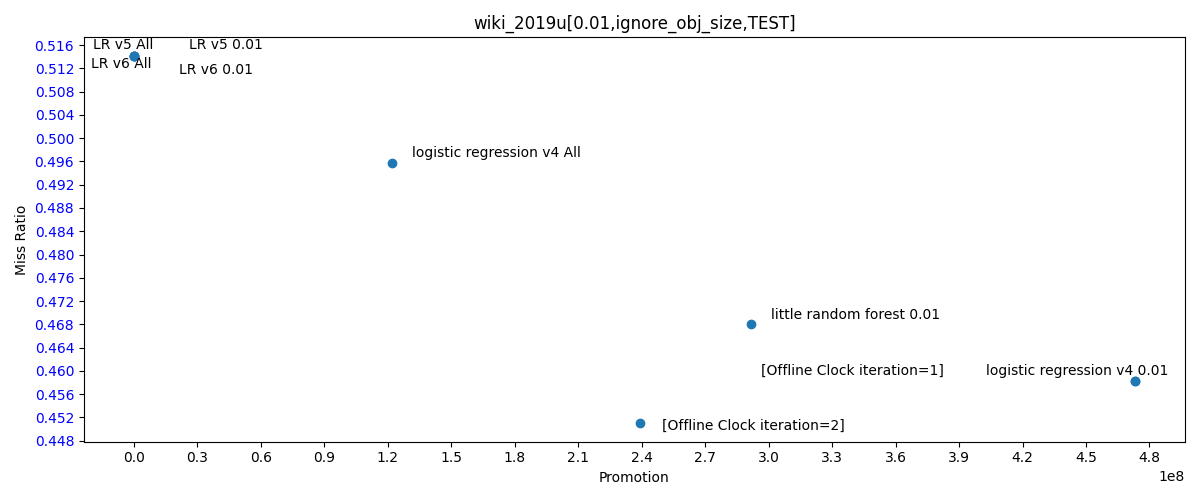 wiki_2019u[0.01,ignore_obj_size,TEST]
0.516
0.512
0.508
0.504
0.500
0.496
0.492
0.488
0.484
0.480
0.476
0.472
0.468
0.464
0.460
0.456
0.452
0.448
Miss Ratio
LR v5 All
LR v5 0.01
LR v6 All
LR v6 0.01
logistic regression v4 All
little random forest 0.01
[Offline Clock iteration=1]
logistic regression v4 0.01
[Offline Clock iteration=2]
0.0 0.3 0.6 0.9 1.2 1.5 1.8 2.1 2.4 2.7 3.0 3.3 3.6 3.9 4.2 4.5 4.8
1e8
Promotion